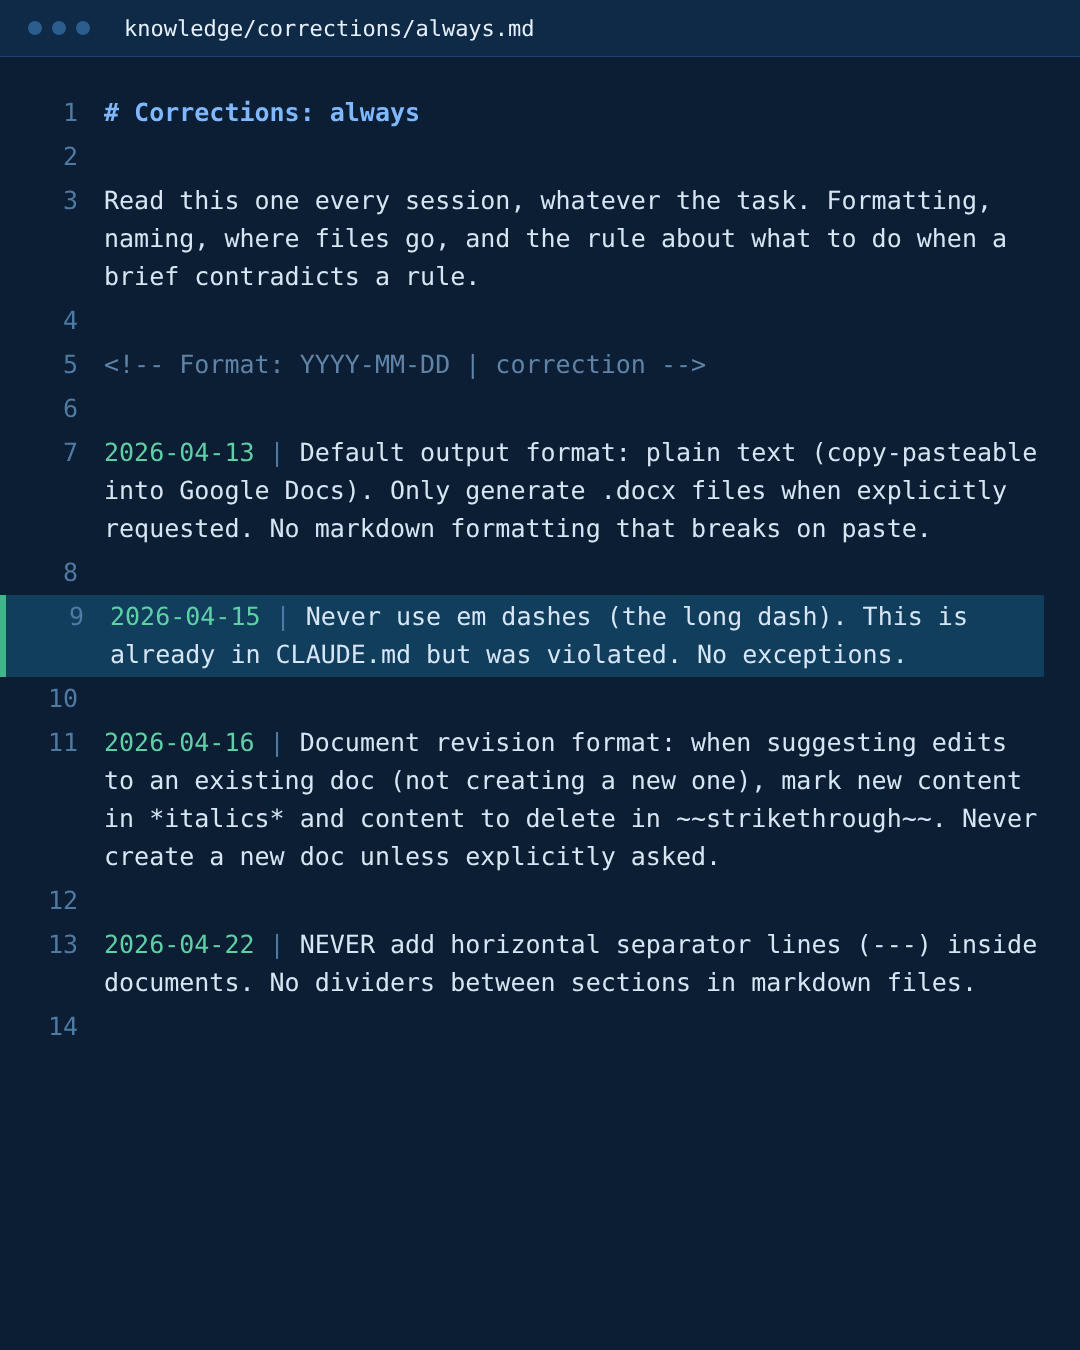 knowledge/corrections/always.md
1 # Corrections: always
2
3 Read this one every session, whatever the task. Formatting,
naming, where files go, and the rule about what to do when a
brief contradicts a rule.
4
5 <!-- Format: YYYY-MM-DD | correction -->
6
7 2026-04-13 | Default output format: plain text (copy-pasteable
into Google Docs). Only generate .docx files when explicitly
requested. No markdown formatting that breaks on paste.
8
9 2026-04-15 | Never use em dashes (the long dash). This is
already in CLAUDE.md but was violated. No exceptions.
10
11 2026-04-16 | Document revision format: when suggesting edits
to an existing doc (not creating a new one), mark new content
in *italics* and content to delete in ~~strikethrough~~. Never
create a new doc unless explicitly asked.
12
13 2026-04-22 | NEVER add horizontal separator lines (---) inside
documents. No dividers between sections in markdown files.
14